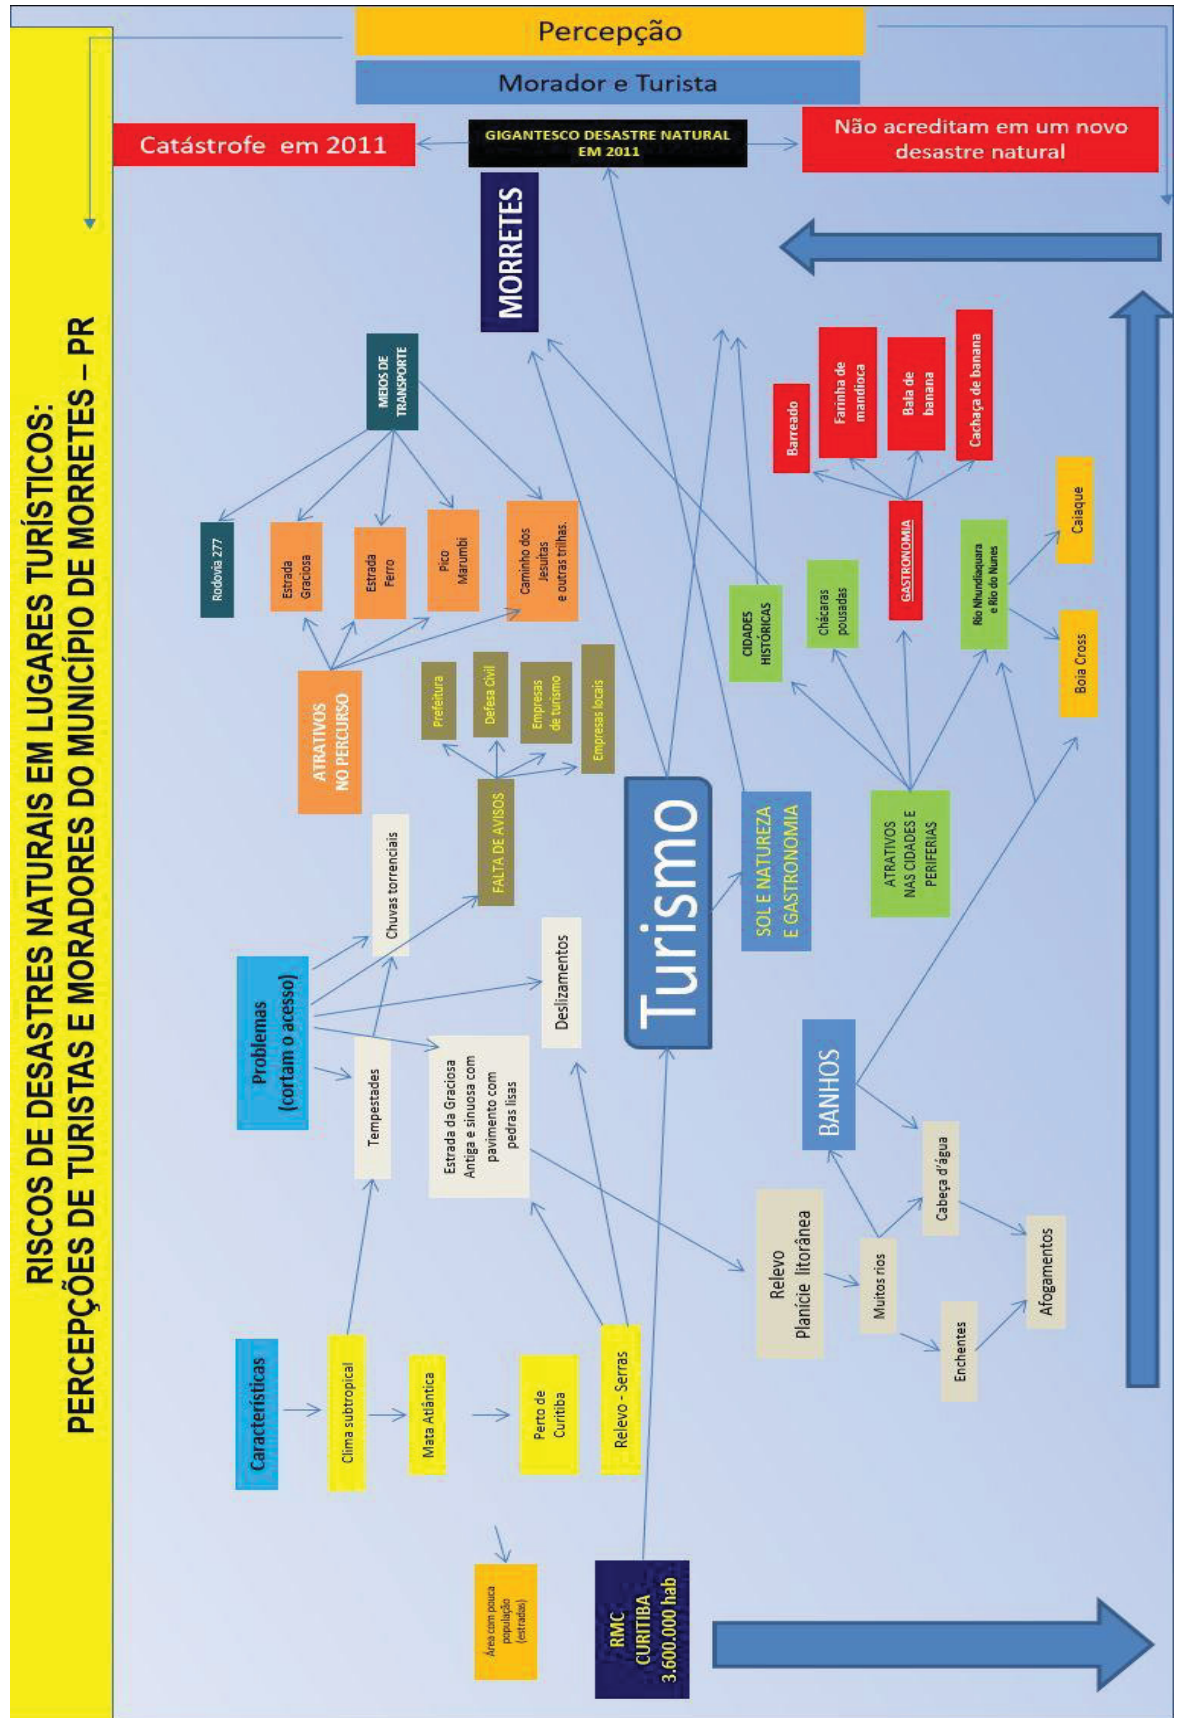 RISCOS DE DESASTRES NATURAIS EM LUGARES TURÍSTICOS:
PERCEPÇÕES DE TURISTAS E MORADORES DO MUNICÍPIO DE MORRETES – PR
Percepção
Morador e Turista
Catástrofe em 2011
GIGANTESCO DESASTRE NATURAL
EM 2011
Não acreditam em um novo
desastre natural
MORRETES
MEIOS DE
TRANSPORTE
Rodovia 277
Estrada
Graciosa
Estrada
Ferro
Pico
Marumbi
Caminho dos
Jesuítas
e outras trilhas.
ATRATIVOS
NO PERCURSO
Prefeitura
Defesa Civil
Empresas
de turismo
Empresas locais
FALTA DE AVISOS
Problemas
(cortam o acesso)
Chuvas torrenciais
Tempestades
Estrada da Graciosa
Antiga e sinuosa com
pavimento com
pedras lisas
Deslizamentos
Características
Clima subtropical
Mata Atlântica
Perto de
Curitiba
Relevo - Serras
Área com pouca
população
(estradas)
RMC
CURITIBA
3.600.000 hab
Turismo
SOL E NATUREZA
E GASTRONOMIA
CIDADES
HISTÓRICAS
Chácaras
pousadas
GASTRONOMIA
Rio Nhundiaquara
e Rio do Nunes
Barreado
Farinha de
mandioca
Bala de
banana
Cachaça de banana
Caiaque
Boia Cross
ATRATIVOS
NAS CIDADES E
PERIFERIAS
BANHOS
Relevo
Planície litorânea
Muitos rios
Cabeça d'água
Enchentes
Afogamentos